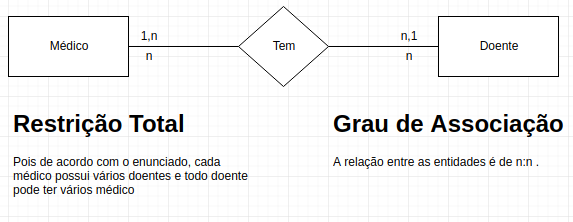 Médico
1,n
n
Tem
n,1
n
Doente
Restrição Total
Pois de acordo com o enunciado, cada
médico possui vários doentes e todo doente
pode ter vários médico
Grau de Associação
A relação entre as entidades é de n:n .